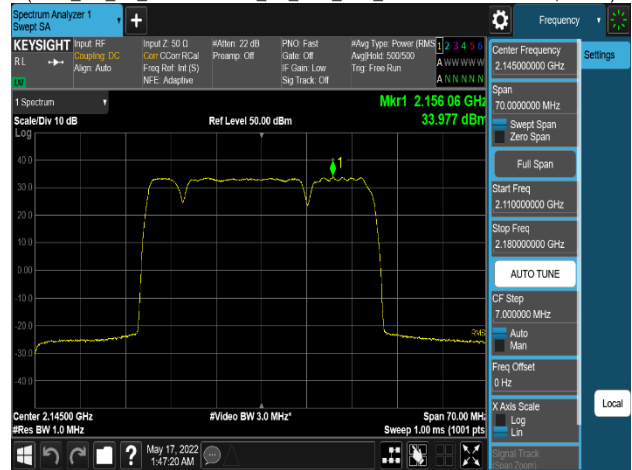 Spectrum Analyzer 1
Swept SA
+
Frequency
KEYSIGHT
RL
LW
Input: RF
Coupling: DC
Align: Auto
Input Z: 50 Ω
Corr CCorr RCal
Freq Ref: Int (S)
NFE: Adaptive
#Atten: 22 dB
Preamp: Off
PNO: Fast
Gate: Off
IF Gain: Low
Sig Track: Off
#Avg Type: Power (RMS
Avg|Hold: 500/500
Trig: Free Run
1 2 3 4 5 6
A W W W W W
A N N N N N
1 Spectrum
Mkr1 2.156 06 GHz
Scale/Div 10 dB
Ref Level 50.00 dBm
33.977 dBm
Log
40.0
30.0
20.0
10.0
0.00
-10.0
-20.0
-30.0
-40.0
1
RMS
Center 2.14500 GHz
#Video BW 3.0 MHz*
Span 70.00 MHz
#Res BW 1.0 MHz
Sweep 1.00 ms (1001 pts
Center Frequency
2.145000000 GHz
Settings
Span
70.0000000 MHz
Swept Span
Zero Span
Full Span
Start Freq
2.110000000 GHz
Stop Freq
2.180000000 GHz
AUTO TUNE
CF Step
7.000000 MHz
Auto
Man
Freq Offset
0 Hz
X Axis Scale
Log
Lin
Local
Signal Track
(Span Zoom)
?
May 17, 2022
1:47:20 AM